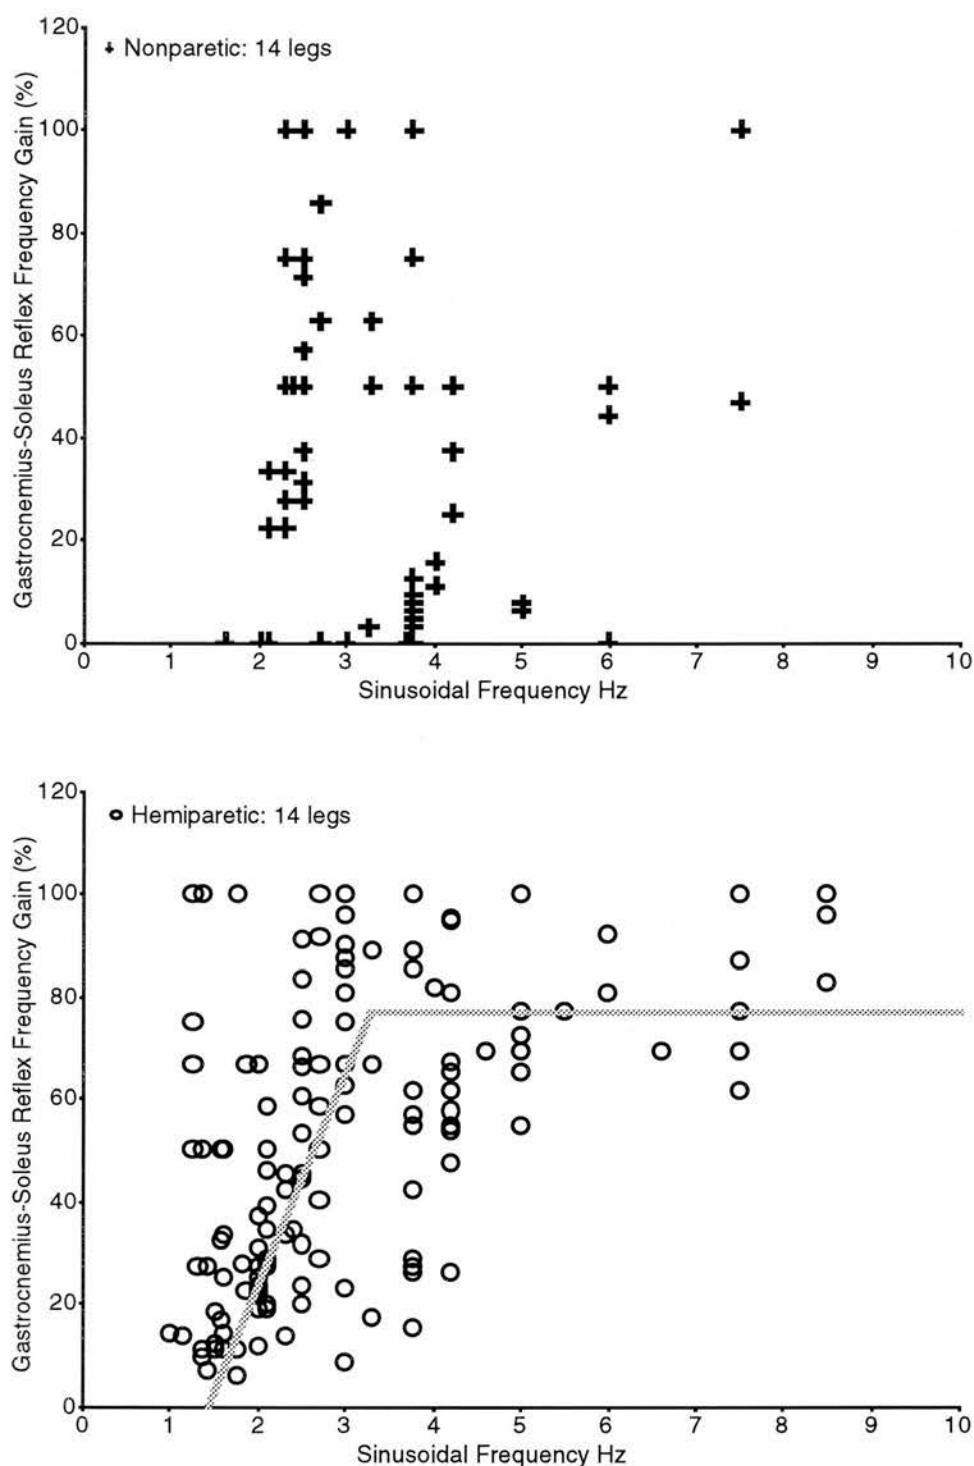 120
✚ Nonparetic: 14 legs
100
80
60
40
20
0
Gastrocnemius-Soleus Reflex Frequency Gain (%)
0 1 2 3 4 5 6 7 8 9 10
Sinusoidal Frequency Hz
120
Hemiparetic: 14 legs
100
80
60
40
20
0
Gastrocnemius-Soleus Reflex Frequency Gain (%)
0 1 2 3 4 5 6 7 8 9 10
Sinusoidal Frequency Hz